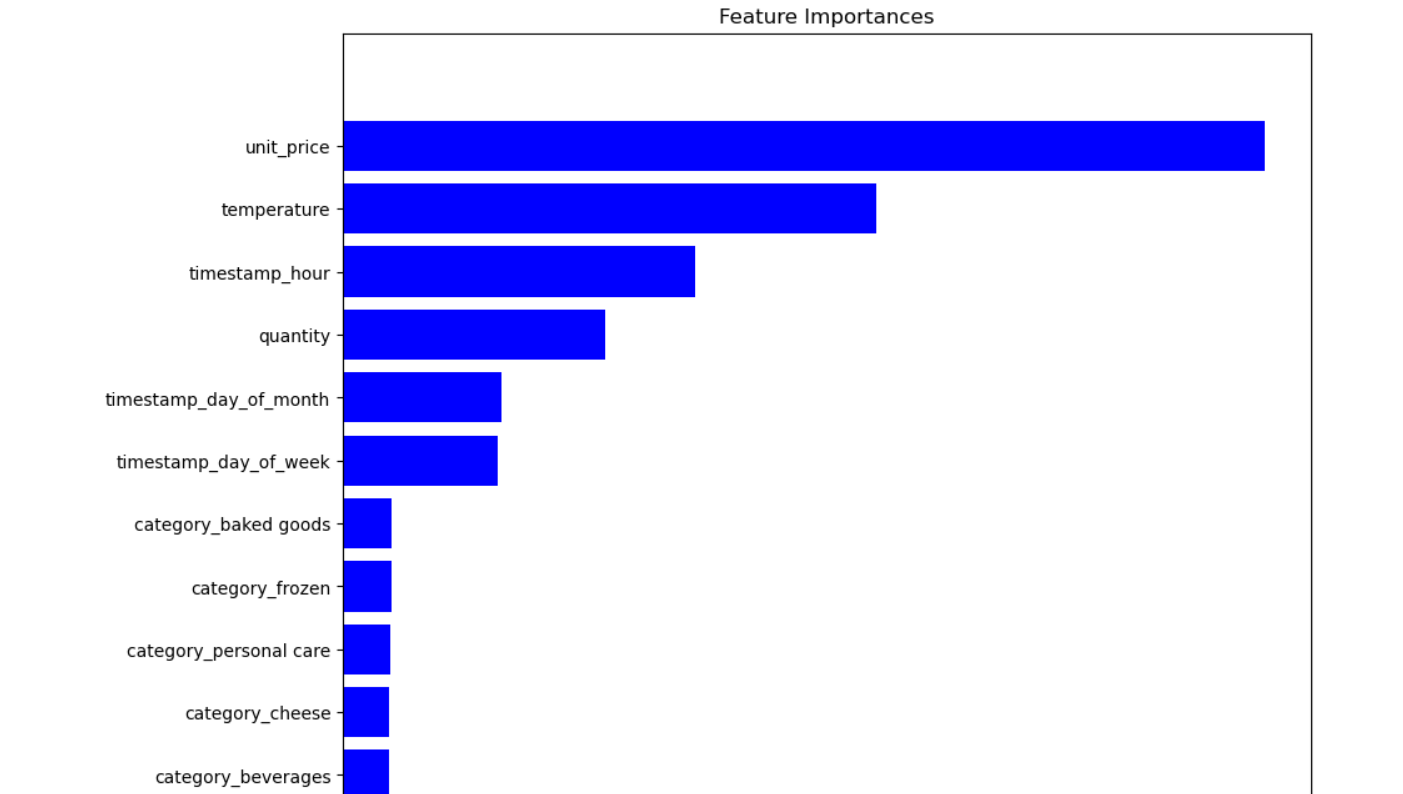 Feature Importances
unit_price
temperature
timestamp_hour
quantity
timestamp_day_of_month
timestamp_day_of_week
category_baked goods
category_frozen
category_personal care
category_cheese
category_beverages